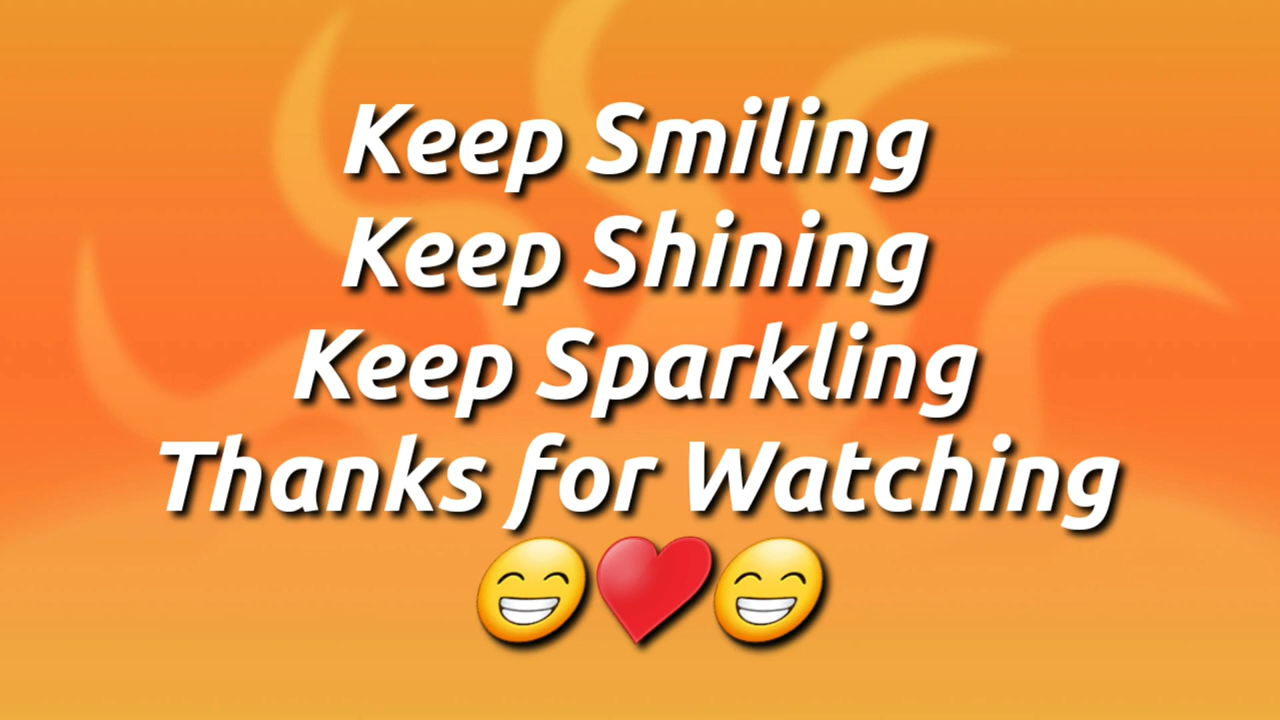 Keep Smiling
Keep Shining
Keep Sparkling
Thanks for Watching
😁❤️😁